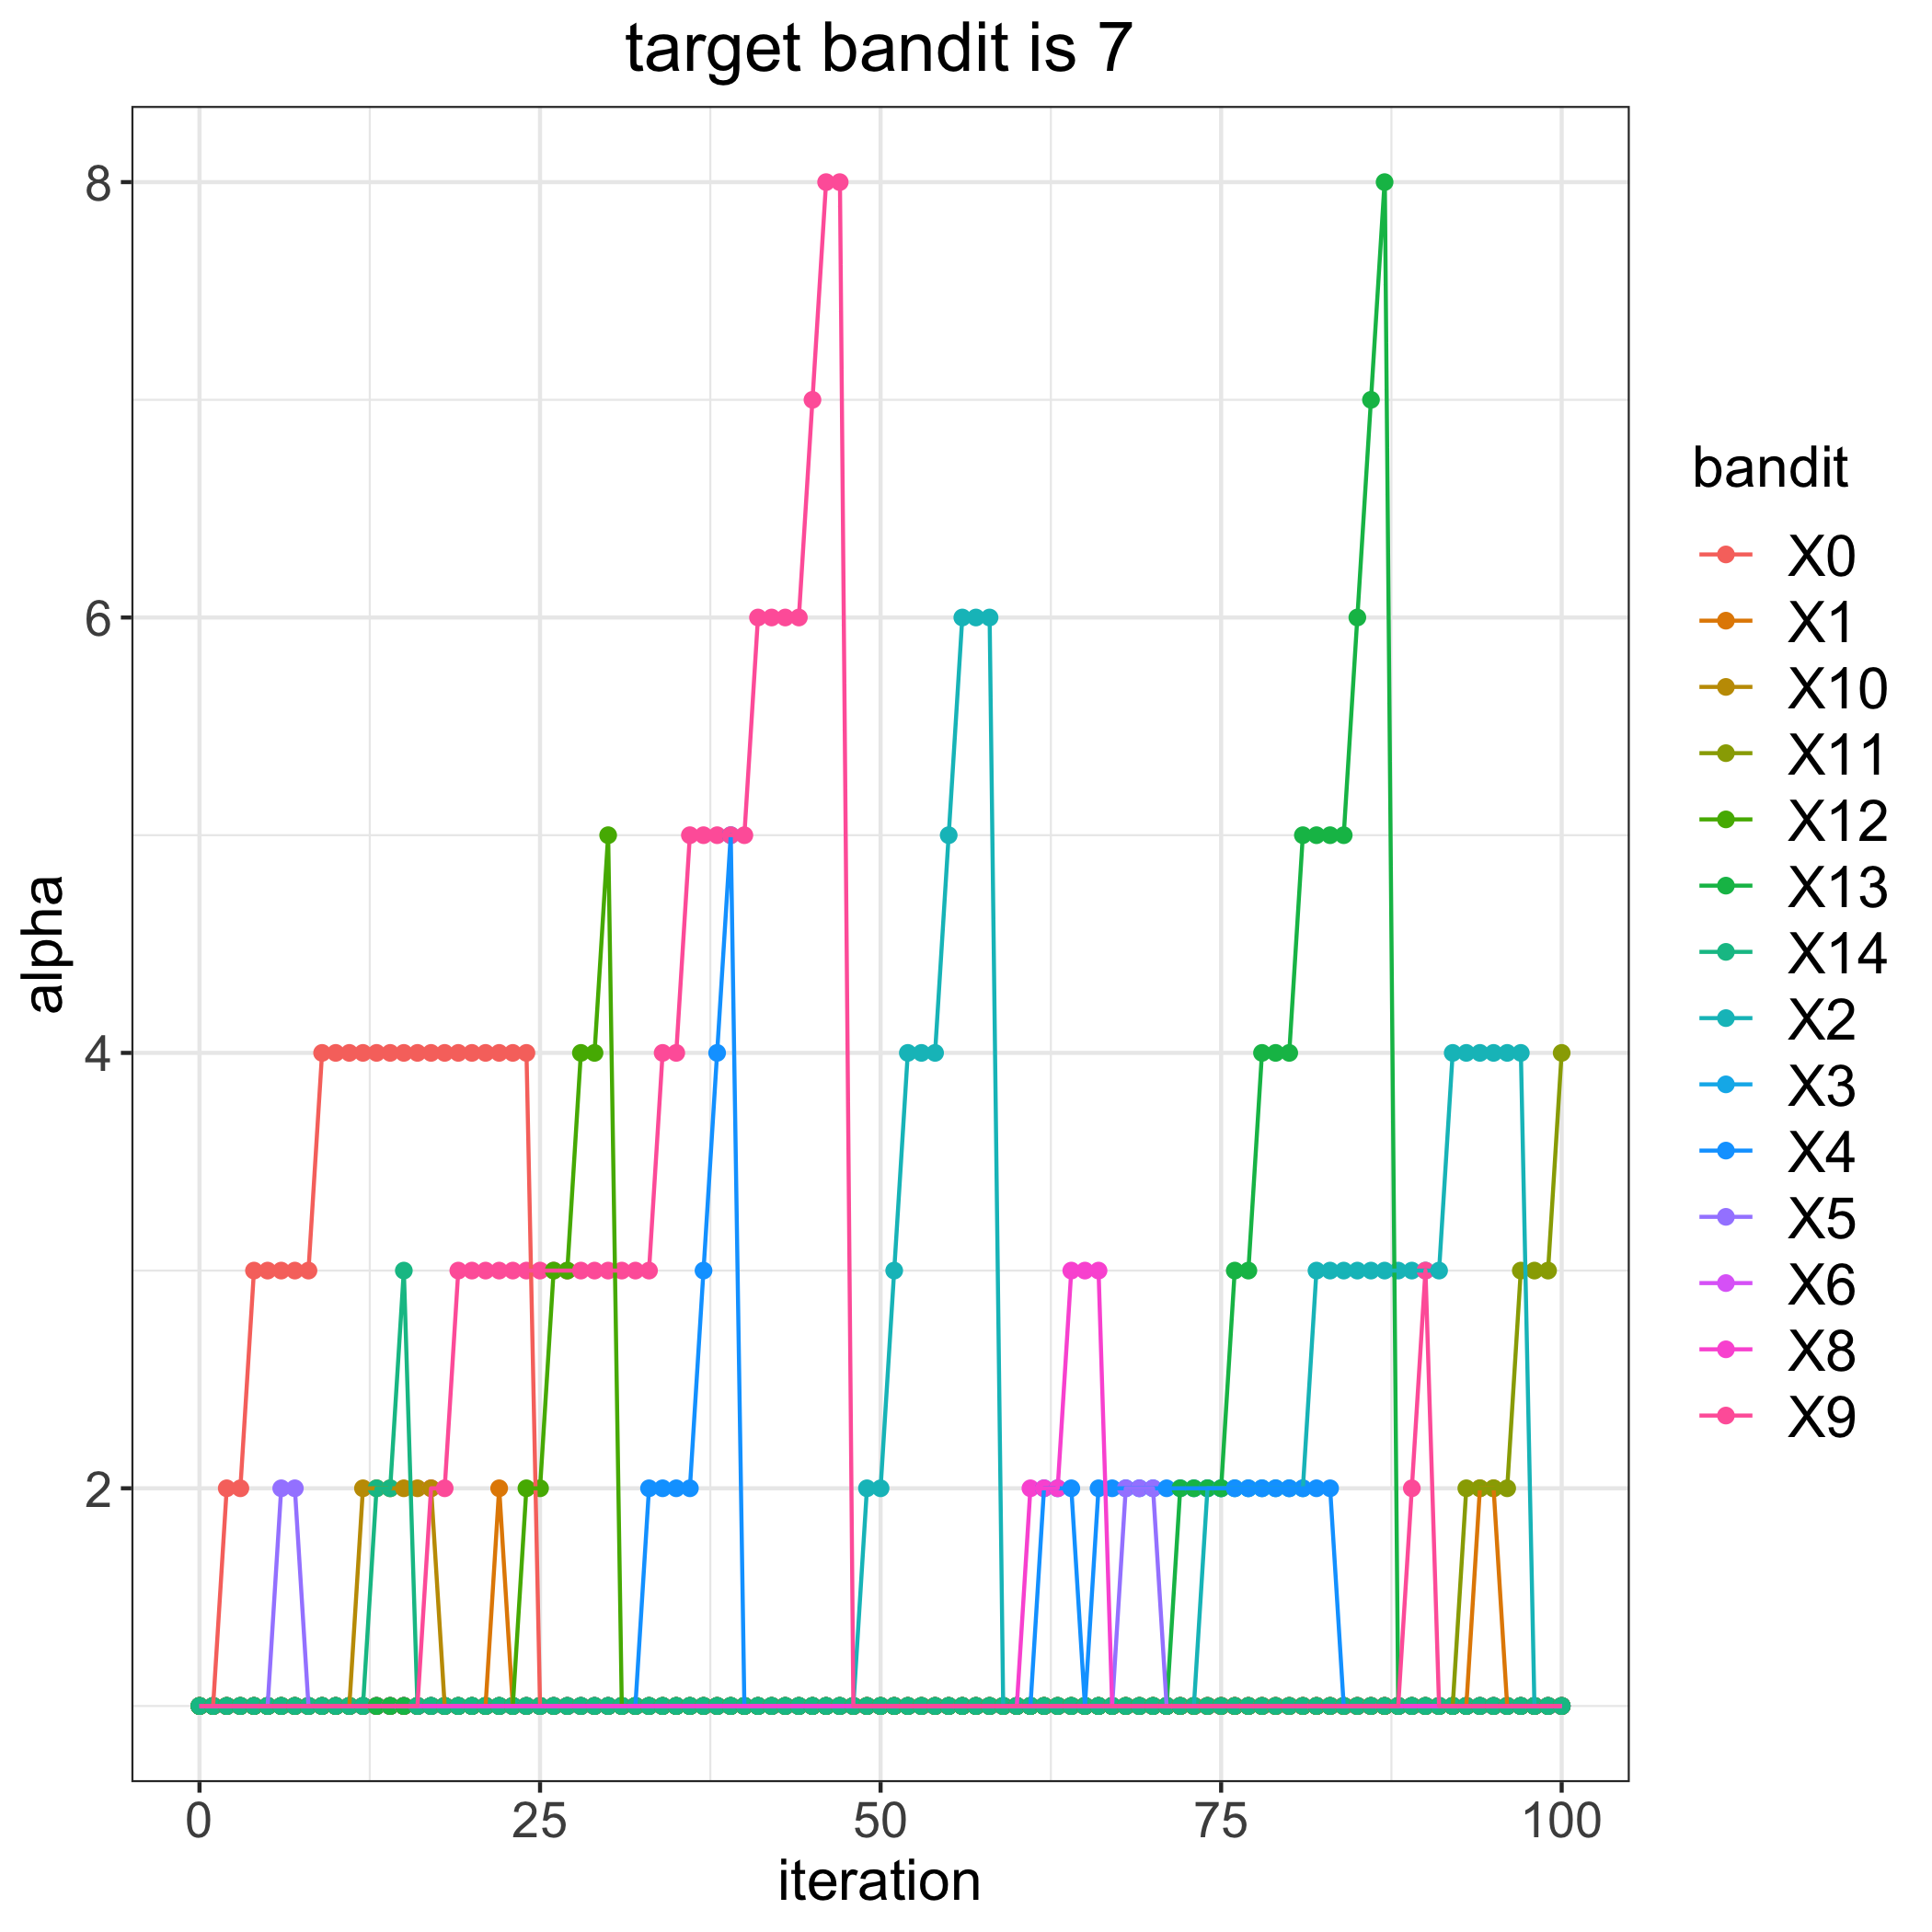 target bandit is 7
8
6
4
2
alpha
0 25 50 75 100
iteration
bandit
X0
X1
X10
X11
X12
X13
X14
X2
X3
X4
X5
X6
X8
X9